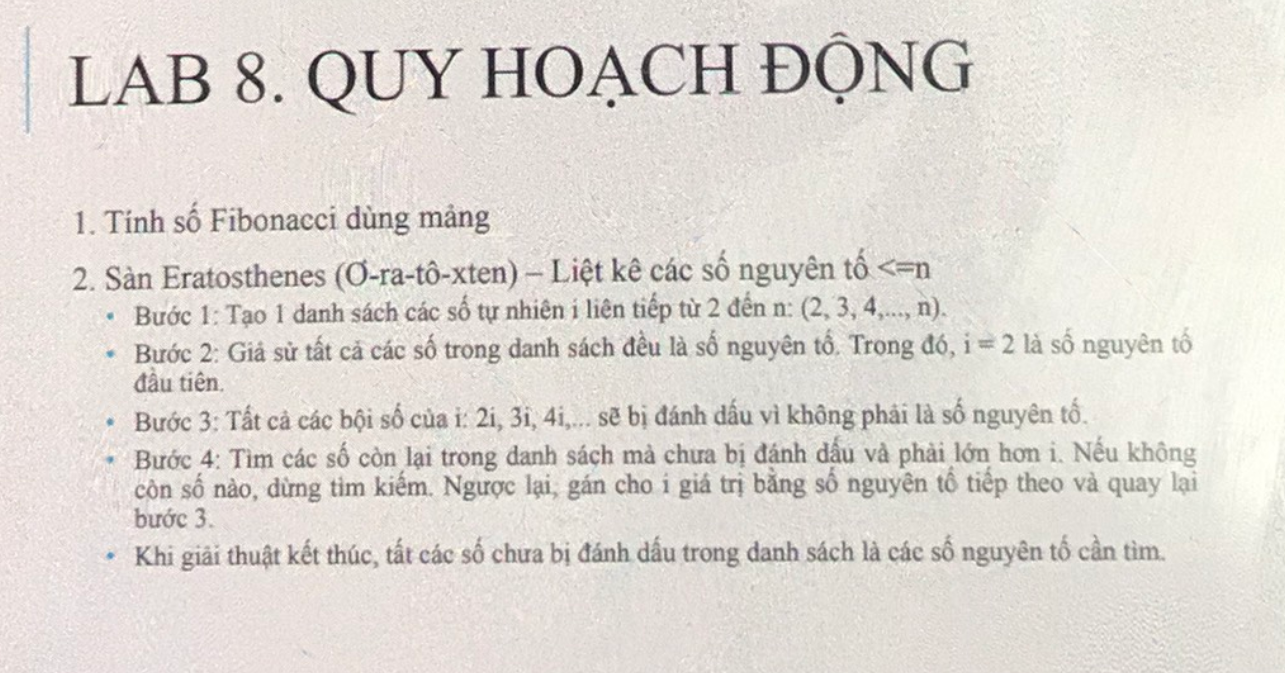 LAB 8. QUY HOẠCH ĐỘNG
1. Tính số Fibonacci dùng mảng
2. Sàn Eratosthenes (Ơ-ra-tô-xten) – Liệt kê các số nguyên tố <=n
• Bước 1: Tạo 1 danh sách các số tự nhiên i liên tiếp từ 2 đến n: (2, 3, 4,..., n).
• Bước 2: Giả sử tất cả các số trong danh sách đều là số nguyên tố. Trong đó, i = 2 là số nguyên tố
đầu tiên.
• Bước 3: Tất cả các bội số của i: 2i, 3i, 4i,... sẽ bị đánh dấu vì không phải là số nguyên tố.
• Bước 4: Tìm các số còn lại trong danh sách mà chưa bị đánh dấu và phải lớn hơn i. Nếu không
còn số nào, dừng tìm kiếm. Ngược lại, gán cho i giá trị bằng số nguyên tố tiếp theo và quay lại
bước 3.
• Khi giải thuật kết thúc, tất các số chưa bị đánh dấu trong danh sách là các số nguyên tố cần tìm.